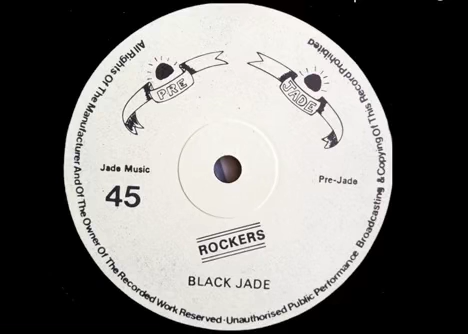 All Rights Of The Manufacturer And Of The Owner Of The Recorded Work Reserved · Unauthorised Public Performance Broadcasting & Copying Of This Record Prohibited
PRE
JADE
Jade Music
45
Pre-Jade
ROCKERS
BLACK JADE